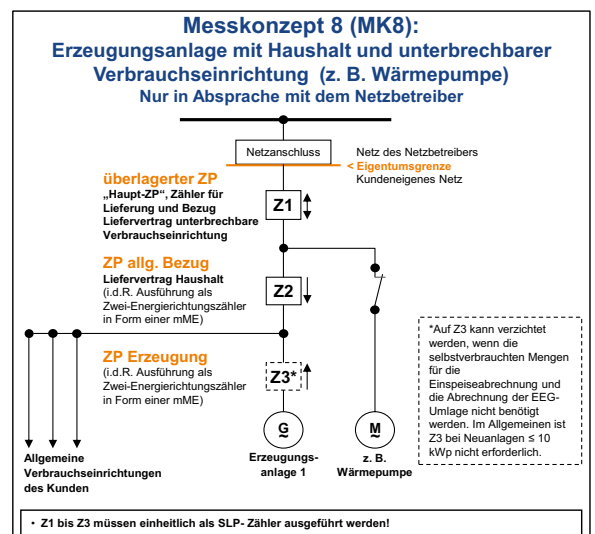 Messkonzept 8 (MK8):
Erzeugungsanlage mit Haushalt und unterbrechbarer
Verbrauchseinrichtung (z. B. Wärmepumpe)
Nur in Absprache mit dem Netzbetreiber
Netzanschluss
Netz des Netzbetreibers
< Eigentumsgrenze
Kundeneigenes Netz
überlagerter ZP
„Haupt-ZP“, Zähler für
Lieferung und Bezug
Liefervertrag unterbrechbare
Verbrauchseinrichtung
Z1
ZP allg. Bezug
Liefervertrag Haushalt
(i.d.R. Ausführung als
Zwei-Energierichtungszähler
in Form einer mME)
Z2
ZP Erzeugung
(i.d.R. Ausführung als
Zwei-Energierichtungszähler
in Form einer mME)
Z3*
*Auf Z3 kann verzichtet
werden, wenn die
selbstverbrauchten Mengen
für die
Einspeiseabrechnung und
die Abrechnung der EEG-
Umlage nicht benötigt
werden. Im Allgemeinen ist
Z3 bei Neuanlagen ≤ 10
kWp nicht erforderlich.
G
~
M
~
Allgemeine
Verbrauchseinrichtungen
des Kunden
Erzeugungs-
anlage 1
z. B.
Wärmepumpe
• Z1 bis Z3 müssen einheitlich als SLP- Zähler ausgeführt werden!